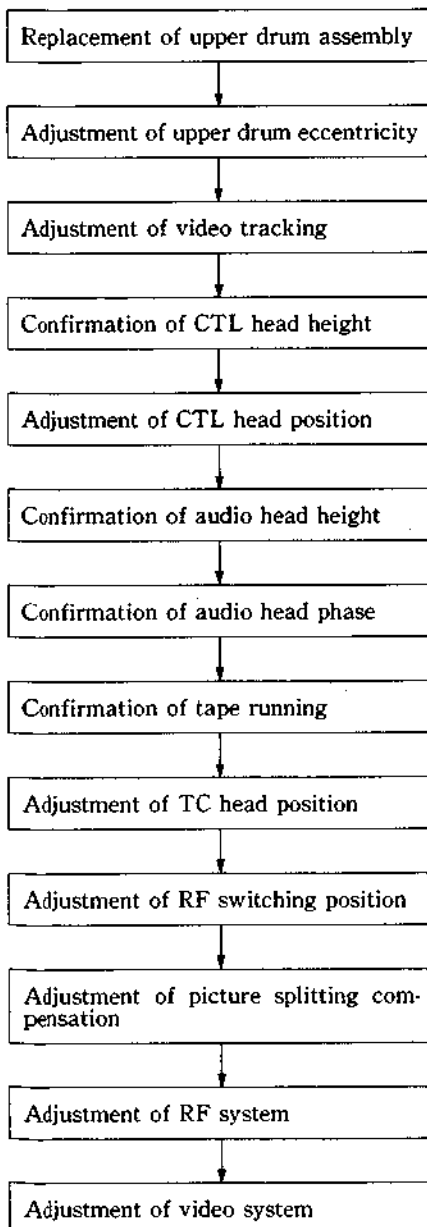 Replacement of upper drum assembly
Adjustment of upper drum eccentricity
Adjustment of video tracking
Confirmation of CTL head height
Adjustment of CTL head position
Confirmation of audio head height
Confirmation of audio head phase
Confirmation of tape running
Adjustment of TC head position
Adjustment of RF switching position
Adjustment of picture splitting com-
pensation
Adjustment of RF system
Adjustment of video system